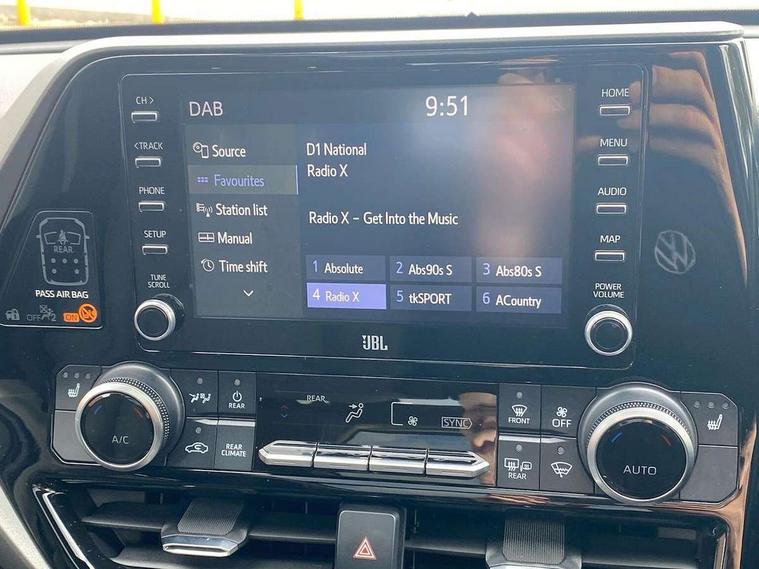 CH >
DAB
9:51
HOME
< TRACK
Source
D1 National
MENU
Favourites
Radio X
PHONE
Station list
Radio X – Get Into the Music
AUDIO
SETUP
Manual
MAP
TUNE
SCROLL
Time shift
1 Absolute
2 Abs90s S
3 Abs80s S
4 Radio X
5 tkSPORT
6 ACountry
POWER
VOLUME
REAR
PASS AIR BAG
OFF
2
ON
JBL
A/C
REAR
REAR
CLIMATE
REAR
SYNC
FRONT
OFF
REAR
AUTO